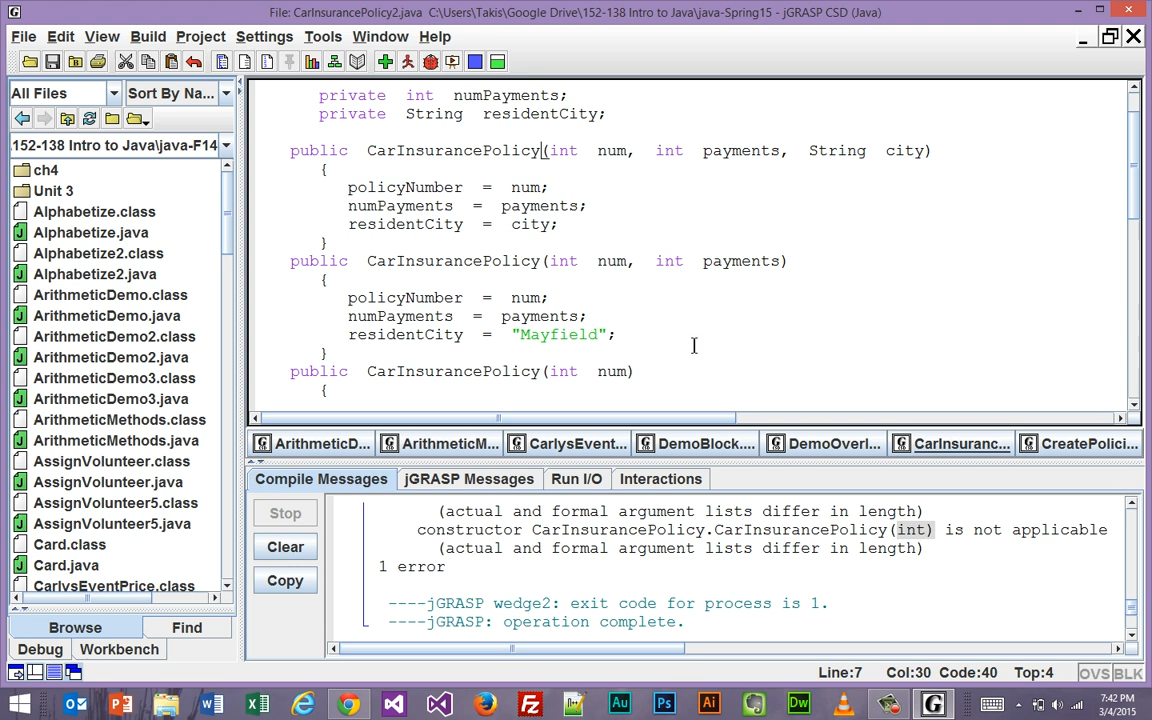 File: CarInsurancePolicy2.java C:\Users\Takis\Google Drive\152-138 Intro to Java\java-Spring15 - jGRASP CSD (Java)
File Edit View Build Project Settings Tools Window Help
All Files Sort By Na...
152-138 Intro to Java\java-F14
ch4
Unit 3
Alphabetize.class
Alphabetize.java
Alphabetize2.class
Alphabetize2.java
ArithmeticDemo.class
ArithmeticDemo.java
ArithmeticDemo2.class
ArithmeticDemo2.java
ArithmeticDemo3.class
ArithmeticDemo3.java
ArithmeticMethods.class
ArithmeticMethods.java
AssignVolunteer.class
AssignVolunteer.java
AssignVolunteer5.class
AssignVolunteer5.java
Card.class
Card.java
CarlysEventPrice.class
Browse Find
Debug Workbench
private int numPayments;
private String residentCity;
public CarInsurancePolicy(int num, int payments, String city)
{
policyNumber = num;
numPayments = payments;
residentCity = city;
}
public CarInsurancePolicy(int num, int payments)
{
policyNumber = num;
numPayments = payments;
residentCity = "Mayfield";
}
public CarInsurancePolicy(int num)
{
ArithmeticD... ArithmeticM... CarlysEvent... DemoBlock.... DemoOverl... CarInsuranc... CreatePolici...
Compile Messages jGRASP Messages Run I/O Interactions
Stop
Clear
Copy
(actual and formal argument lists differ in length)
constructor CarInsurancePolicy.CarInsurancePolicy(int) is not applicable
(actual and formal argument lists differ in length)
1 error
----jGRASP wedge2: exit code for process is 1.
----jGRASP: operation complete.
Line:7 Col:30 Code:40 Top:4 OVS BLK
7:42 PM
3/4/2015